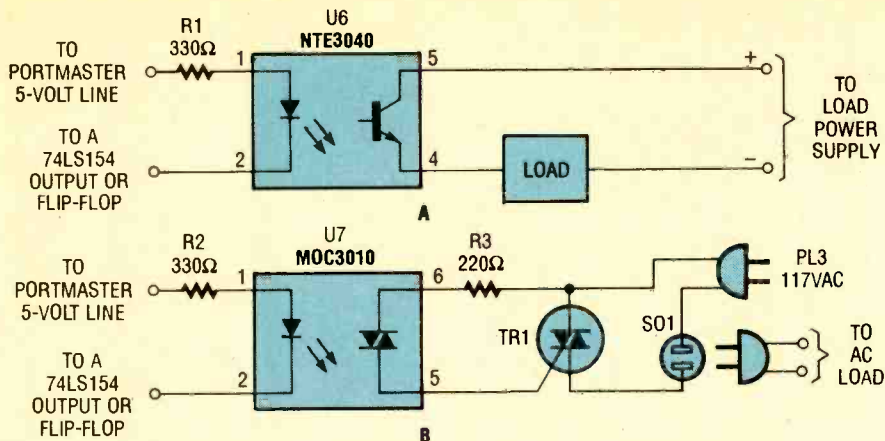 R1
330Ω
U6
NTE3040
TO
PORTMASTER
5-VOLT LINE
1
5
+
TO
LOAD
POWER
SUPPLY
TO A
74LS154
OUTPUT OR
FLIP-FLOP
2
4
LOAD
−
A
R2
330Ω
U7
MOC3010
R3
220Ω
PL3
117VAC
TO
PORTMASTER
5-VOLT LINE
1
6
TR1
SO1
TO
AC
LOAD
TO A
74LS154
OUTPUT OR
FLIP-FLOP
2
5
B